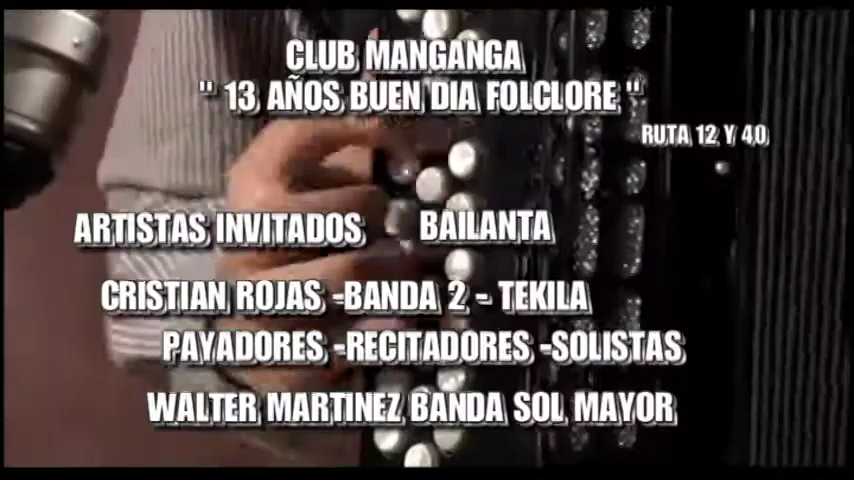 CLUB MANGANGA
" 13 AÑOS BUEN DIA FOLCLORE "
RUTA 12 Y 40
ARTISTAS INVITADOS BAILANTA
CRISTIAN ROJAS -BANDA 2 - TEKILA
PAYADORES -RECITADORES -SOLISTAS
WALTER MARTINEZ BANDA SOL MAYOR